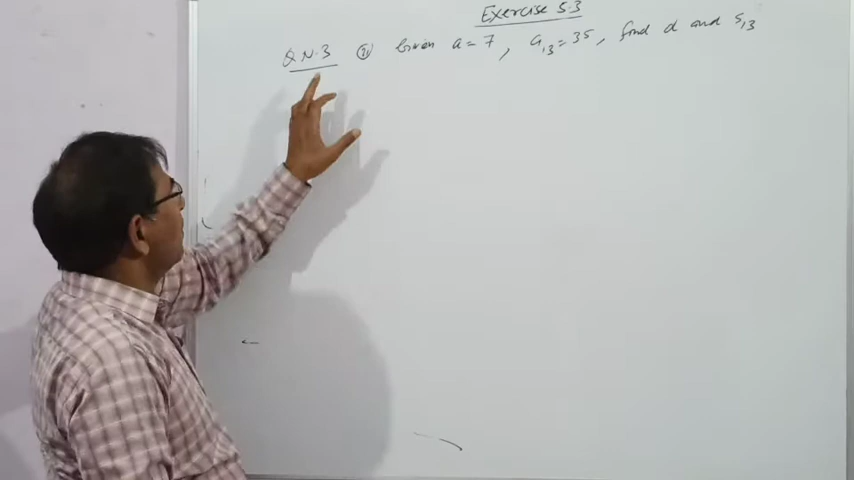 Exercise 5.3
Q.N.3 (ii) Given a = 7, a₁₃ = 35, find d and S₁₃